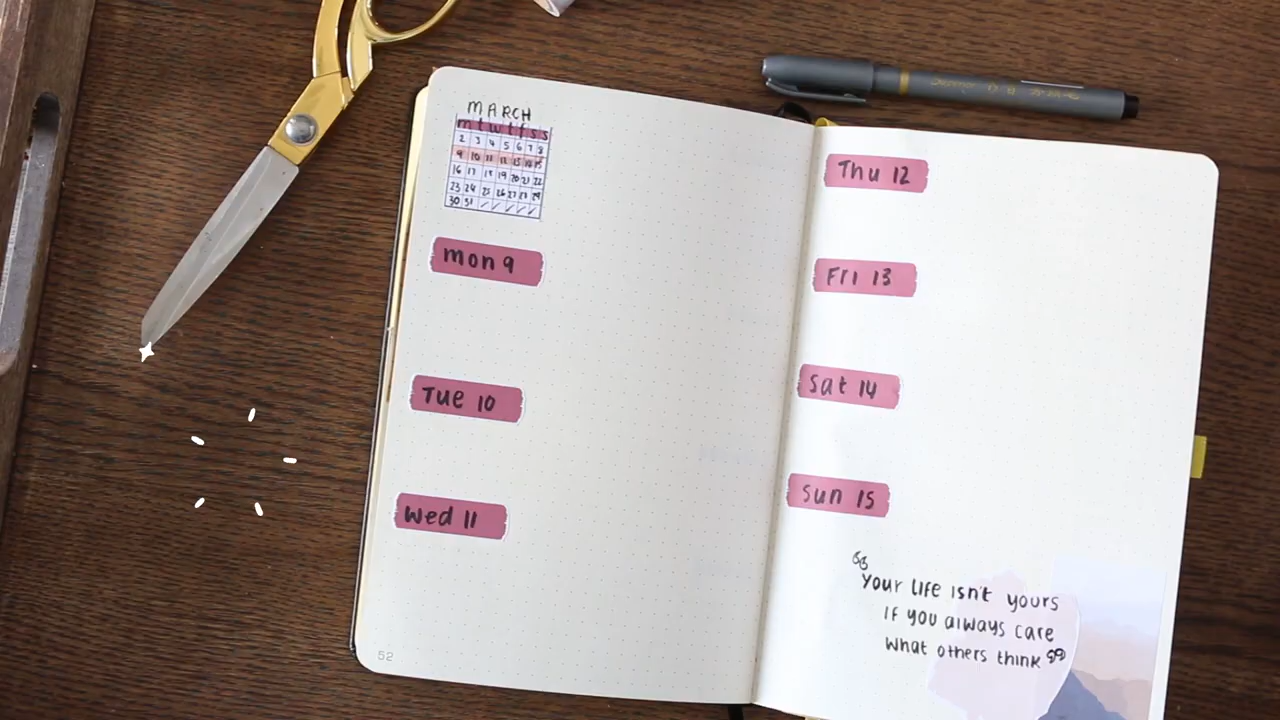 MARCH
m t w t f s s
2 3 4 5 6 7 8
9 10 11 12 13 14 15
16 17 18 19 20 21 22
23 24 25 26 27 28 29
30 31
mon 9
Tue 10
Wed 11
52
Thu 12
Fri 13
Sat 14
Sun 15
“ Your life isn't yours
if you always care
what others think ”